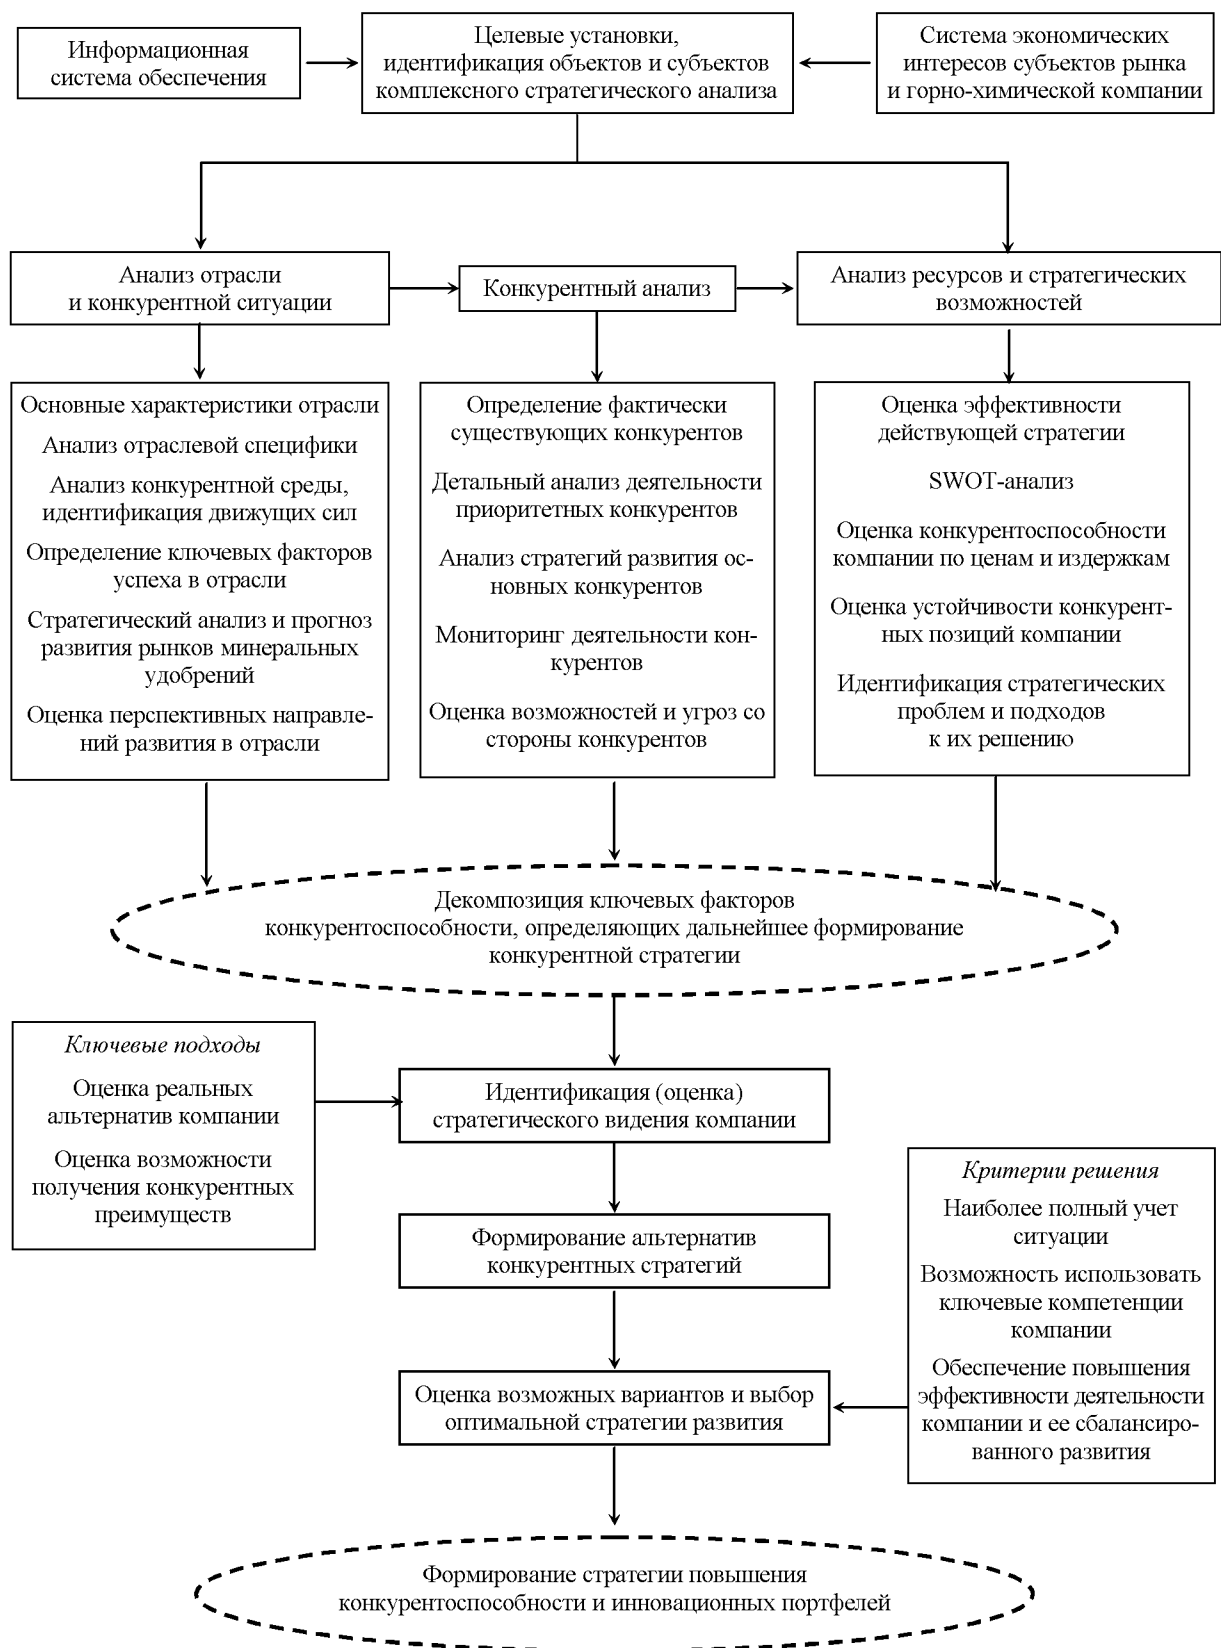 Информационная
система обеспечения
Целевые установки,
идентификация объектов и субъектов
комплексного стратегического анализа
Система экономических
интересов субъектов рынка
и горно-химической компании
Анализ отрасли
и конкурентной ситуации
Конкурентный анализ
Анализ ресурсов и стратегических
возможностей
Основные характеристики отрасли
Анализ отраслевой специфики
Анализ конкурентной среды,
идентификация движущих сил
Определение ключевых факторов
успеха в отрасли
Стратегический анализ и прогноз
развития рынков минеральных
удобрений
Оценка перспективных направле-
ний развития в отрасли
Определение фактически
существующих конкурентов
Детальный анализ деятельности
приоритетных конкурентов
Анализ стратегий развития ос-
новных конкурентов
Мониторинг деятельности кон-
курентов
Оценка возможностей и угроз со
стороны конкурентов
Оценка эффективности
действующей стратегии
SWOT-анализ
Оценка конкурентоспособности
компании по ценам и издержкам
Оценка устойчивости конкурент-
ных позиций компании
Идентификация стратегических
проблем и подходов
к их решению
Декомпозиция ключевых факторов
конкурентоспособности, определяющих дальнейшее формирование
конкурентной стратегии
Ключевые подходы
Оценка реальных
альтернатив компании
Оценка возможности
получения конкурентных
преимуществ
Идентификация (оценка)
стратегического видения компании
Формирование альтернатив
конкурентных стратегий
Критерии решения
Наиболее полный учет
ситуации
Возможность использовать
ключевые компетенции
компании
Обеспечение повышения
эффективности деятельности
компании и ее сбалансиро-
ванного развития
Оценка возможных вариантов и выбор
оптимальной стратегии развития
Формирование стратегии повышения
конкурентоспособности и инновационных портфелей